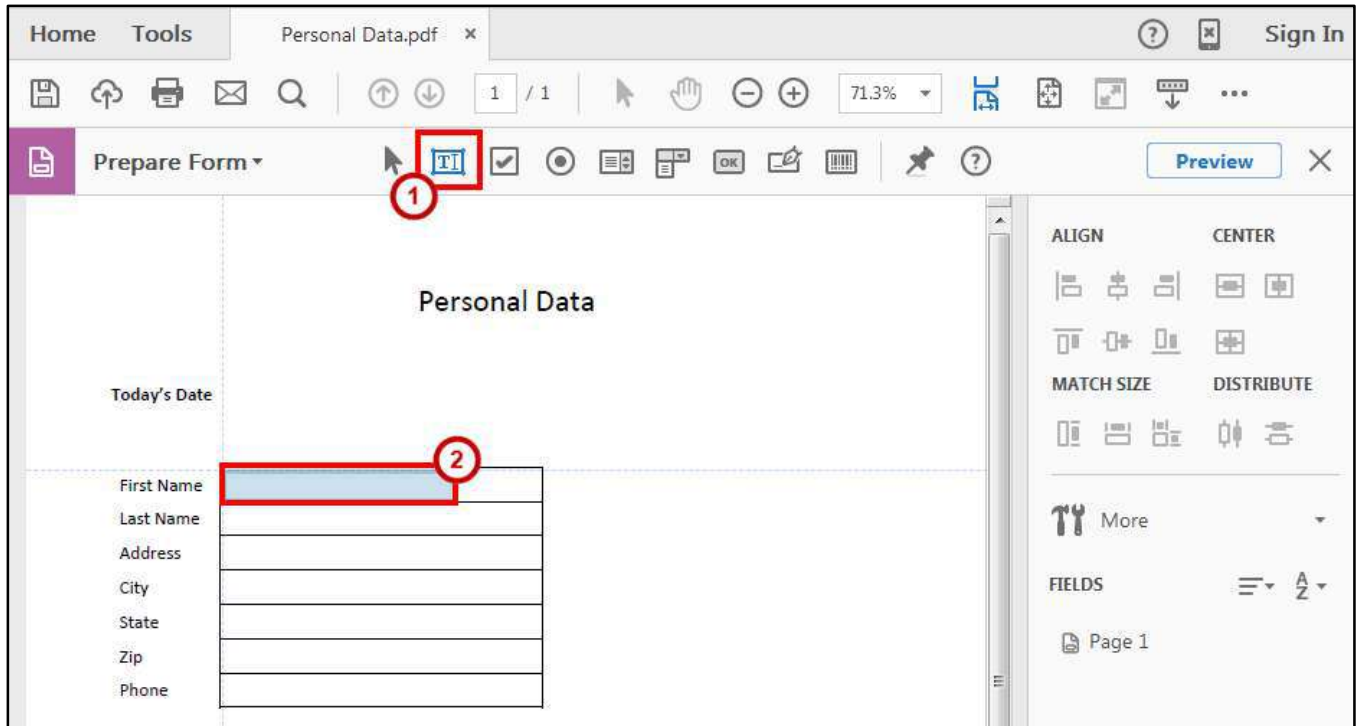 Home Tools Personal Data.pdf × ? Sign In
1 / 1 71.3%
Prepare Form TI OK ? Preview
1
ALIGN CENTER
Personal Data
MATCH SIZE DISTRIBUTE
Today's Date
2
First Name
Last Name
More
Address
City
FIELDS A Z
State
Page 1
Zip
Phone